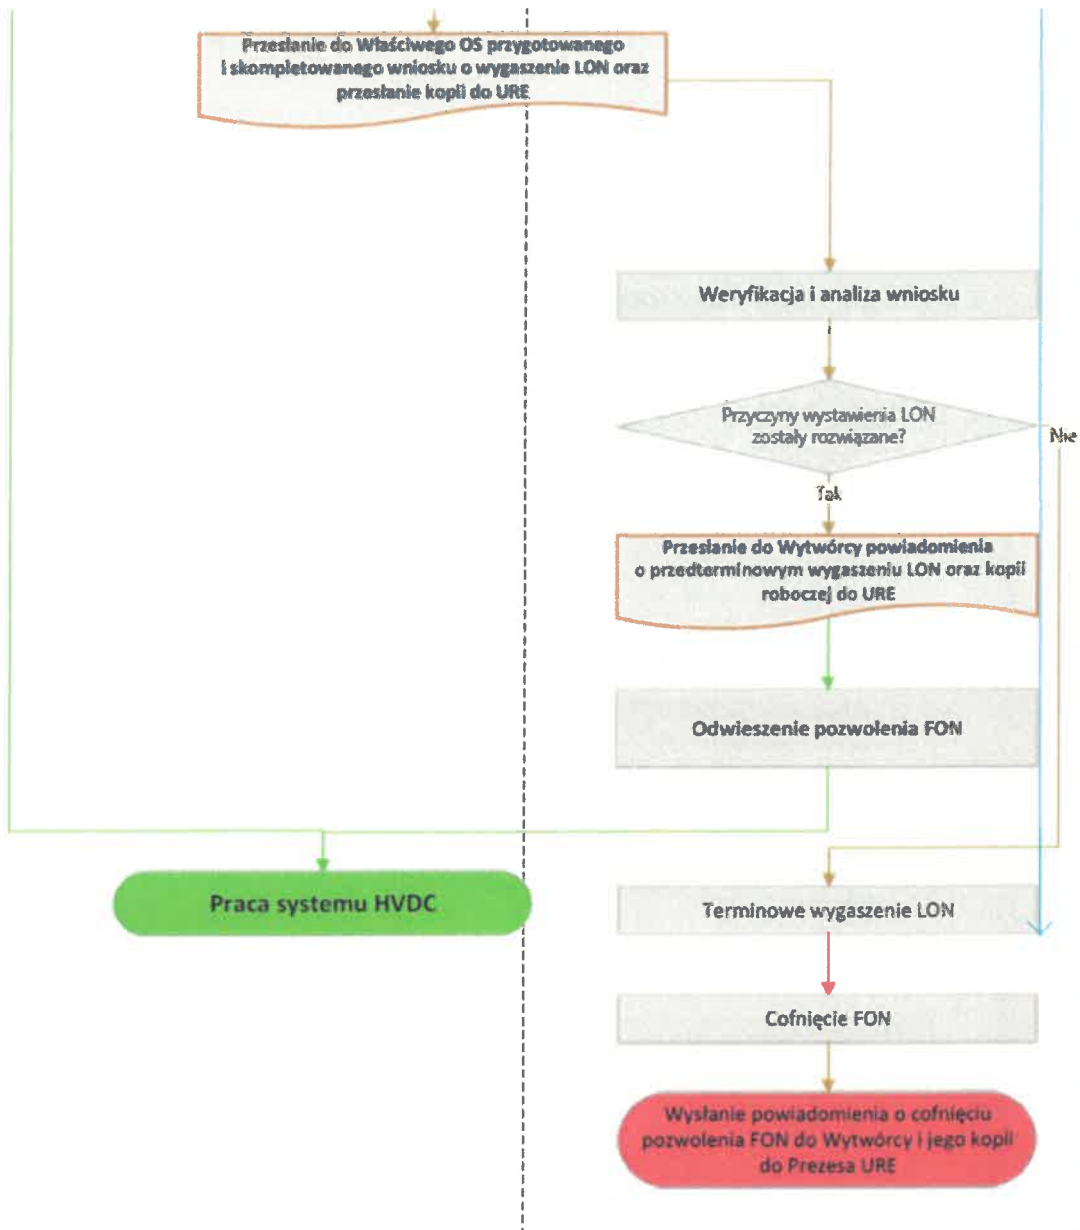 Przesłanie do Właściwego OS przygotowanego
i skompletowanego wniosku o wygaszenie LON oraz
przesłanie kopii do URE
Weryfikacja i analiza wniosku
Przyczyny wystawienia LON
zostały rozwiązane?
Nie
Tak
Przesłanie do Wytwórcy powiadomienia
o przedterminowym wygaszeniu LON oraz kopii
roboczej do URE
Odwieszenie pozwolenia FON
Praca systemu HVDC
Terminowe wygaszenie LON
Cofnięcie FON
Wysłanie powiadomienia o cofnięciu
pozwolenia FON do Wytwórcy i jego kopii
do Prezesa URE